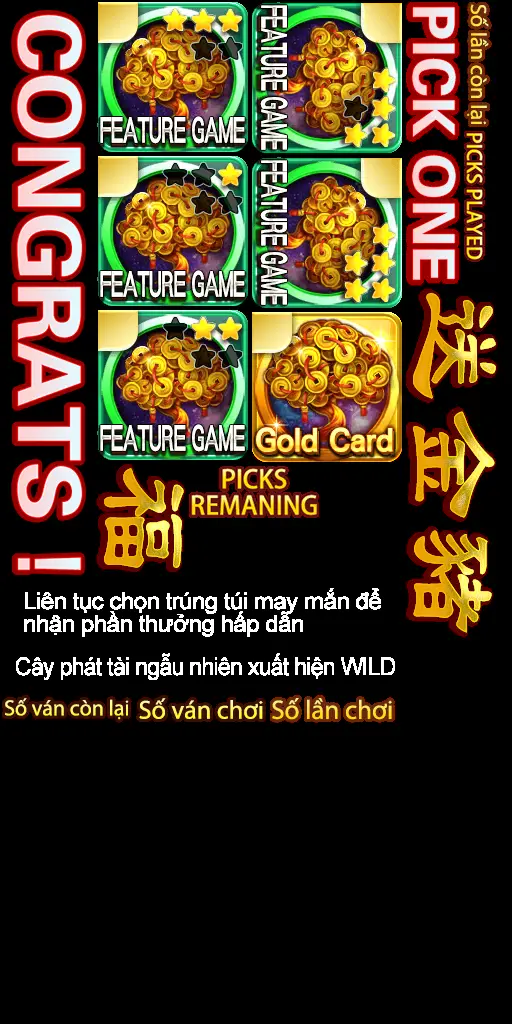 CONGRATS !
FEATURE GAME
FEATURE GAME
PICK ONE
Số lần còn lại
PICKS PLAYED
FEATURE GAME
FEATURE GAME
FEATURE GAME
Gold Card
送金豬
福
PICKS
REMANING
Liên tục chọn trúng túi may mắn để
nhận phần thưởng hấp dẫn
Cây phát tài ngẫu nhiên xuất hiện WILD
Số ván còn lại
Số ván chơi
Số lần chơi